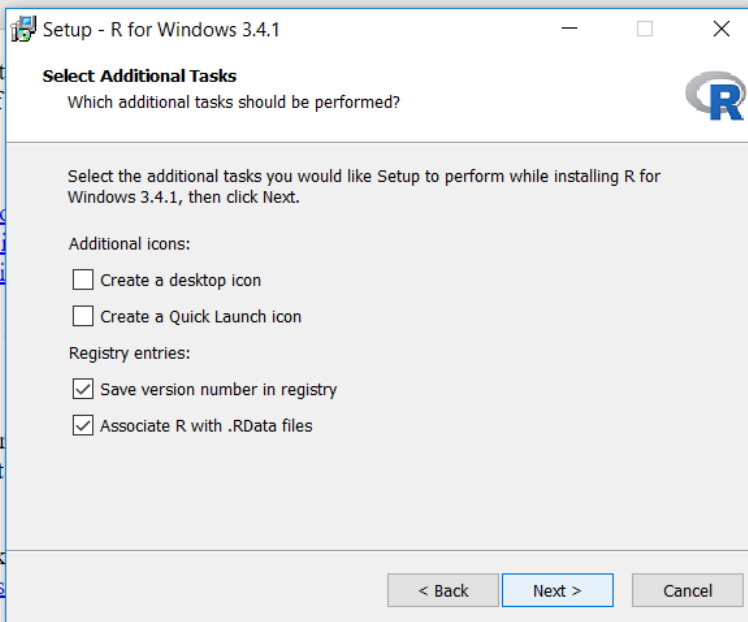 Setup - R for Windows 3.4.1
Select Additional Tasks
Which additional tasks should be performed?
R
Select the additional tasks you would like Setup to perform while installing R for
Windows 3.4.1, then click Next.
Additional icons:
Create a desktop icon
Create a Quick Launch icon
Registry entries:
Save version number in registry
Associate R with .RData files
< Back
Next >
Cancel